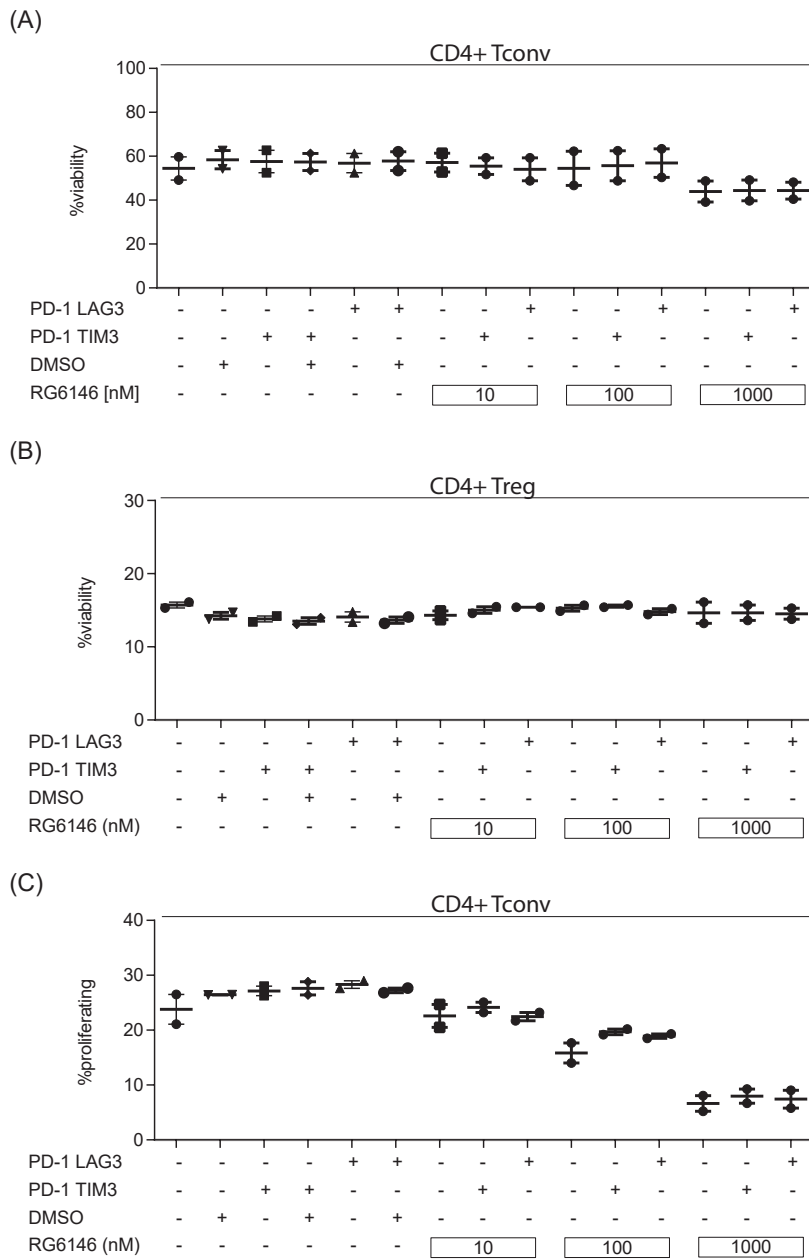 (A)
CD4+ Tconv
100
80
60
40
20
0
%viability
PD-1 LAG3 - - - - + + - - + - - + - - +
PD-1 TIM3 - - + + - - - + - - + - - + -
DMSO - + - + - + - - - - - - - - -
RG6146 [nM] - - - - - - 10 100 1000
(B)
CD4+ Treg
30
20
10
0
%viability
PD-1 LAG3 - - - - + + - - + - - + - - +
PD-1 TIM3 - - + + - - - + - - + - - + -
DMSO - + - + - + - - - - - - - - -
RG6146 (nM) - - - - - - 10 100 1000
(C)
CD4+ Tconv
40
30
20
10
0
%proliferating
PD-1 LAG3 - - - - + + - - + - - + - - +
PD-1 TIM3 - - + + - - - + - - + - - + -
DMSO - + - + - + - - - - - - - - -
RG6146 (nM) - - - - - - 10 100 1000